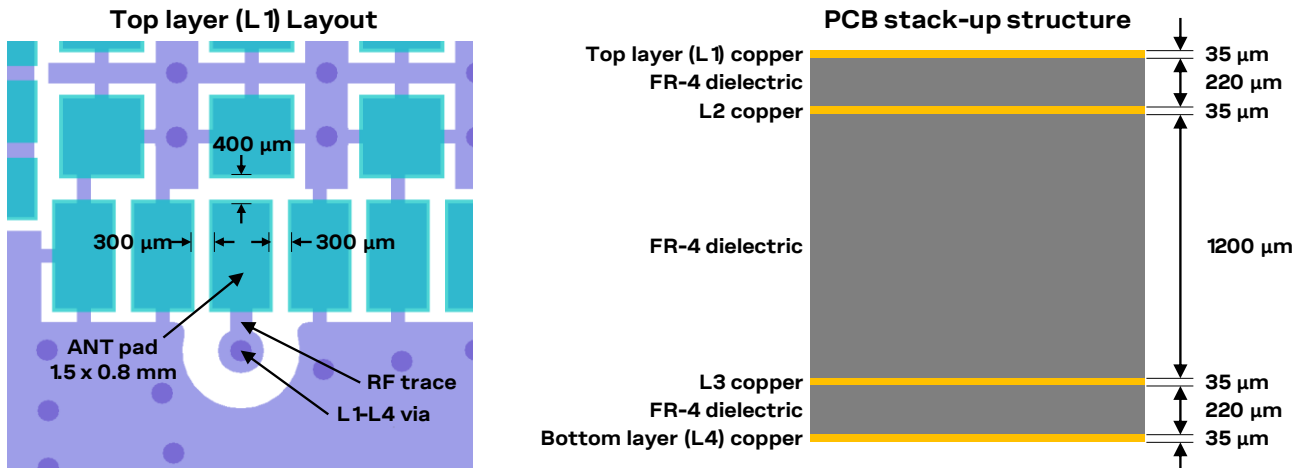 Top layer (L1) Layout
400 µm
300 µm
300 µm
ANT pad
1.5 x 0.8 mm
RF trace
L1-L4 via
PCB stack-up structure
Top layer (L1) copper
35 µm
FR-4 dielectric
220 µm
L2 copper
35 µm
FR-4 dielectric
1200 µm
L3 copper
35 µm
FR-4 dielectric
220 µm
Bottom layer (L4) copper
35 µm